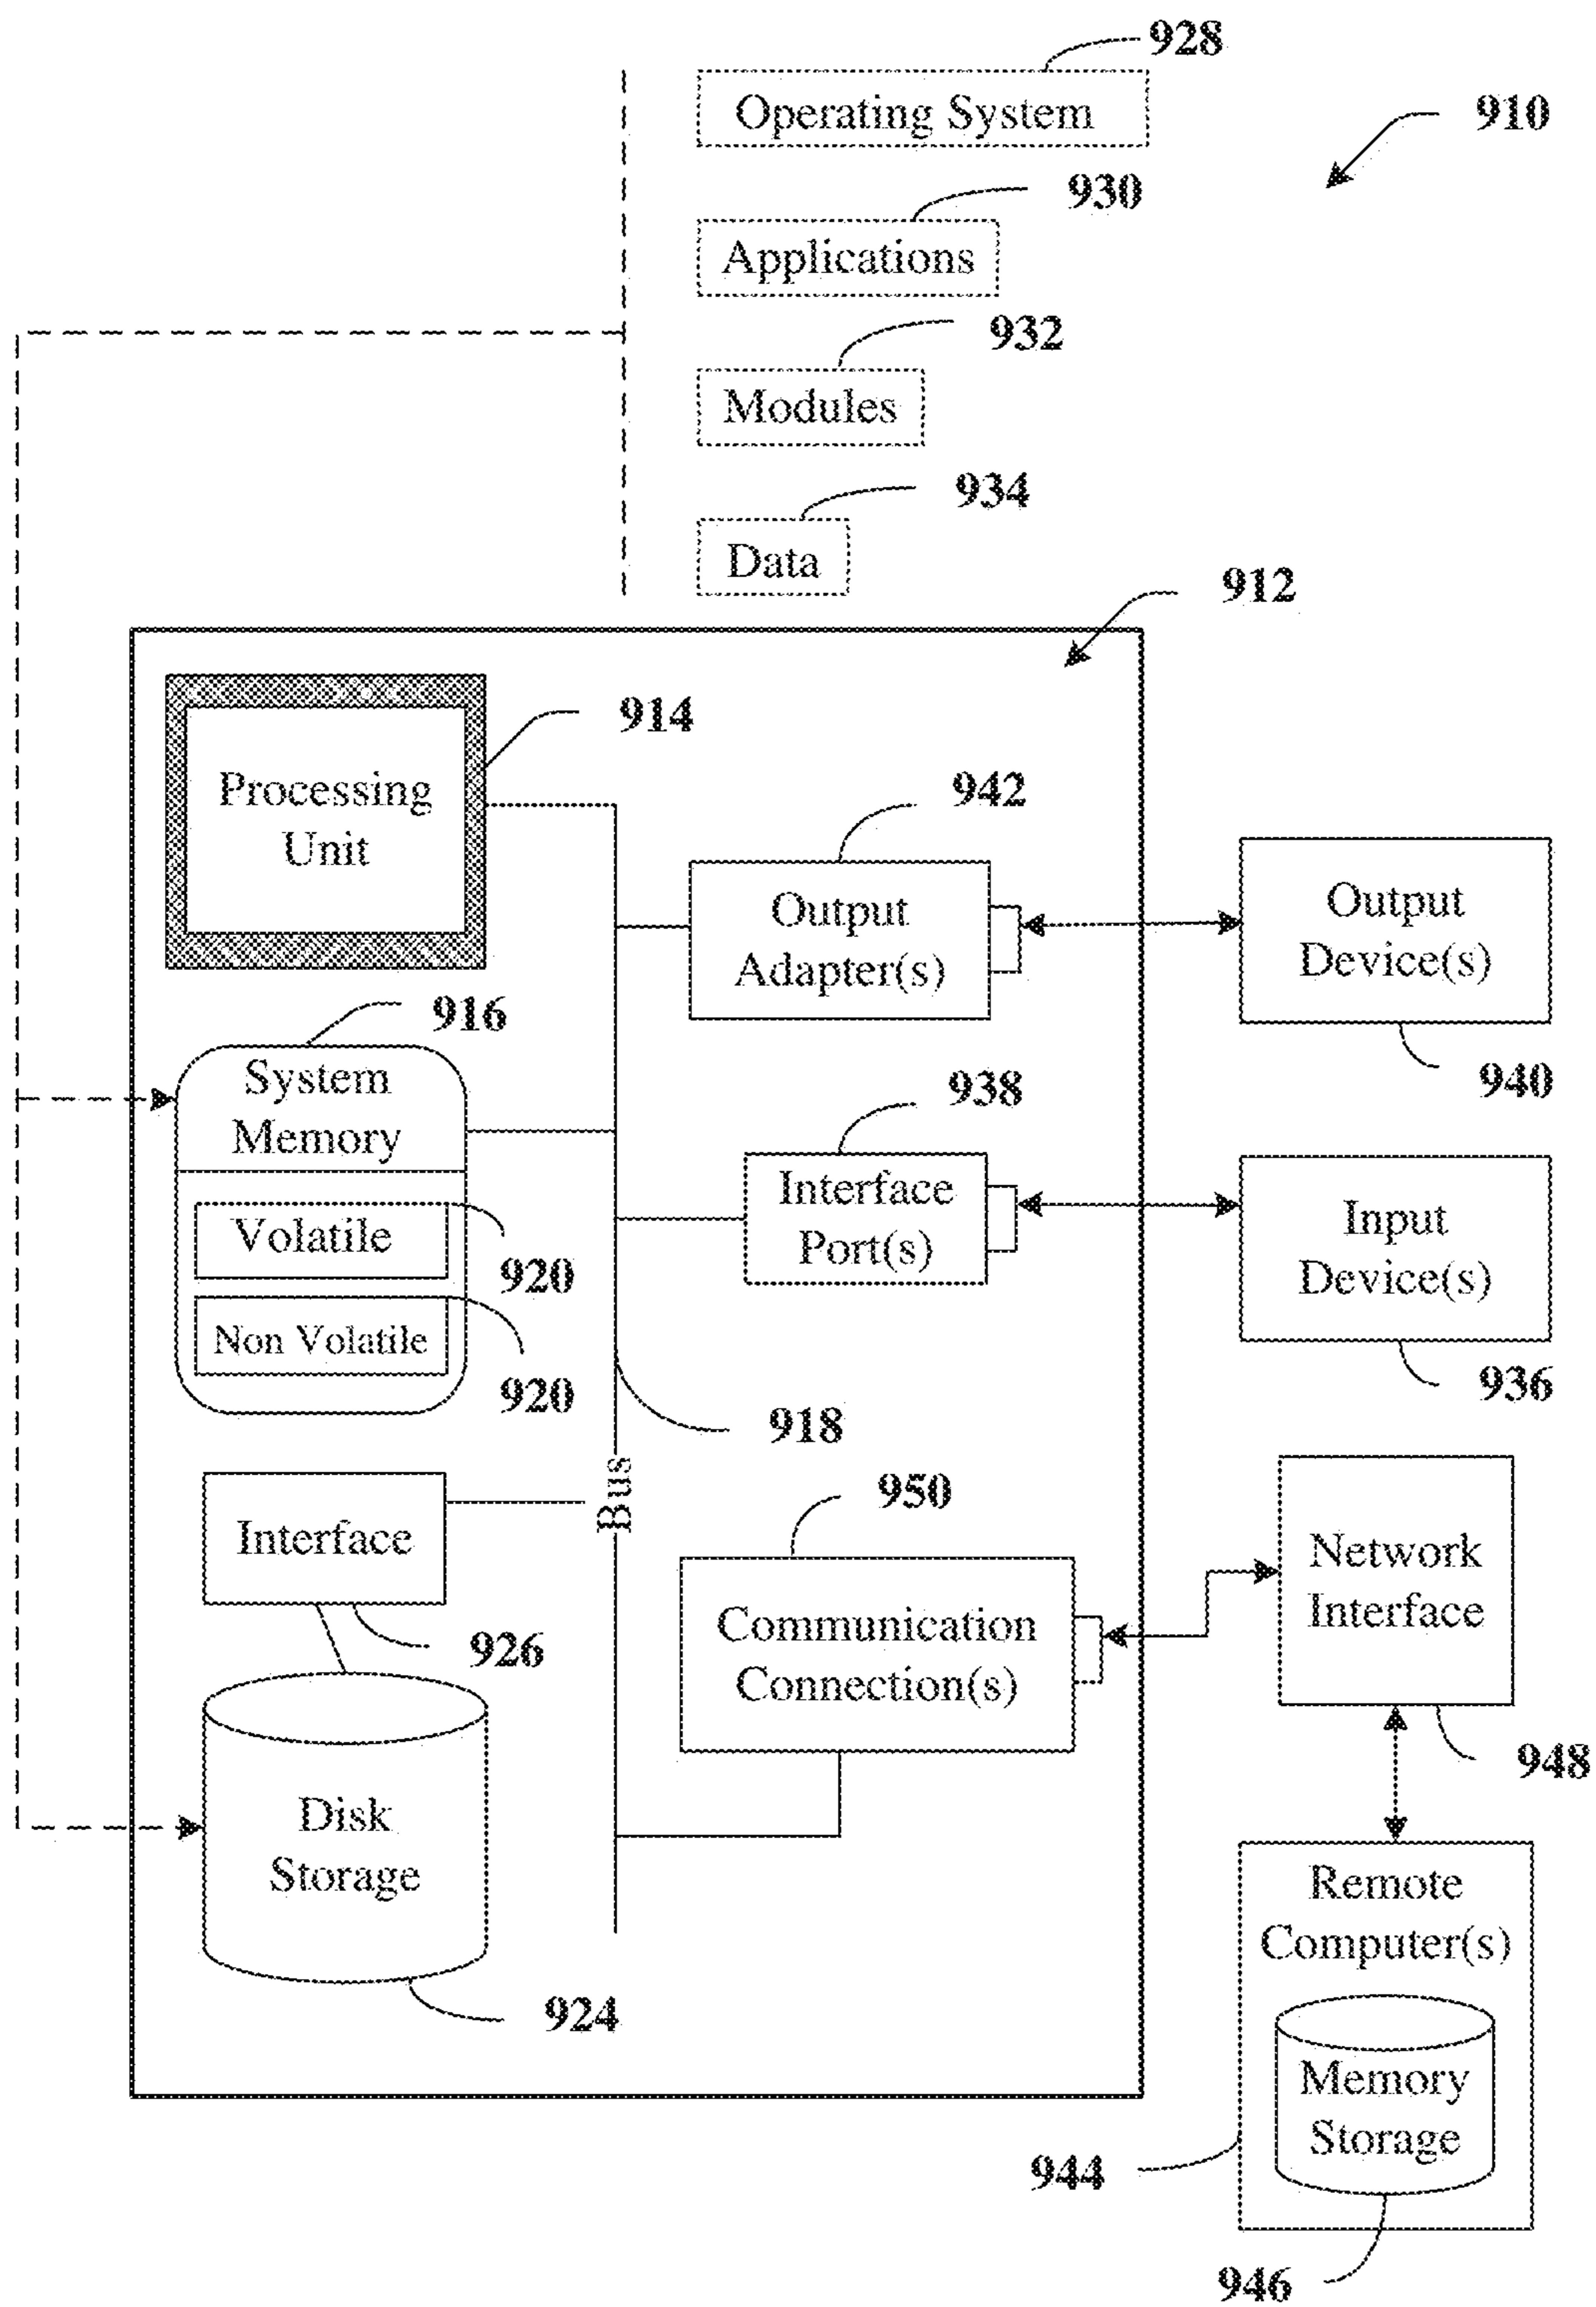 928
Operating System
910
930
Applications
932
Modules
934
Data
912
914
Processing
Unit
942
Output
Adapter(s)
Output
Device(s)
940
916
System
Memory
938
Interface
Port(s)
Input
Device(s)
936
Volatile
920
Non Volatile
920
918
Bus
950
Interface
926
Communication
Connection(s)
Network
Interface
948
Disk
Storage
924
Remote
Computer(s)
Memory
Storage
944
946